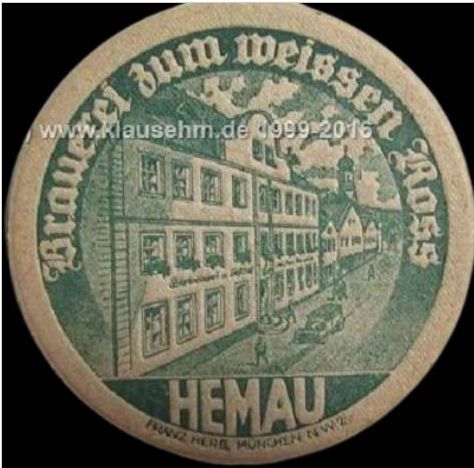 Brauerei zum weissen Ross
www.klausehm.de 1999-2016
HEMAU
FRANZ HERB, MÜNCHEN N.W.2